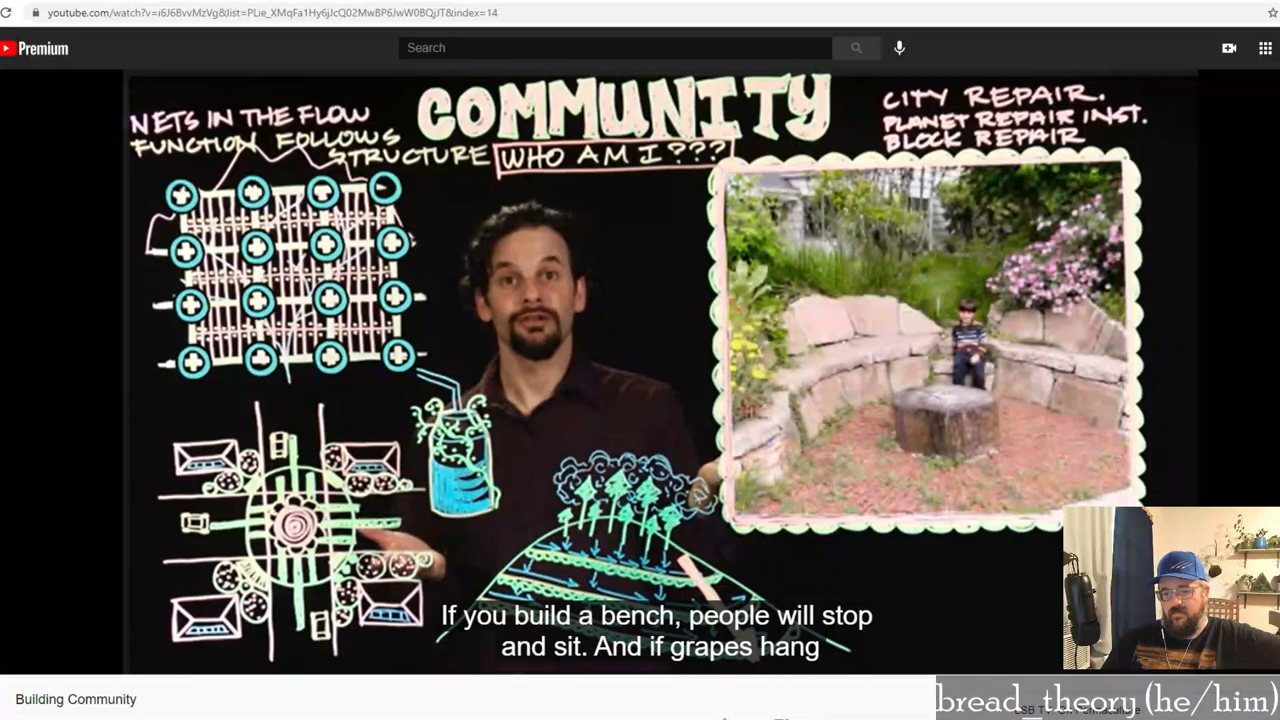 youtube.com/watch?v=i6J6BvvMzVg&list=PLie_XMqFa1Hy6jJcQ02MwBP6JwW0BQjJT&index=14
Premium
Search
COMMUNITY
NETS IN THE FLOW
FUNCTION FOLLOWS
STRUCTURE
WHO AM I???
CITY REPAIR.
PLANET REPAIR INST.
BLOCK REPAIR
If you build a bench, people will stop
and sit. And if grapes hang
Building Community
bread_theory (he/him)